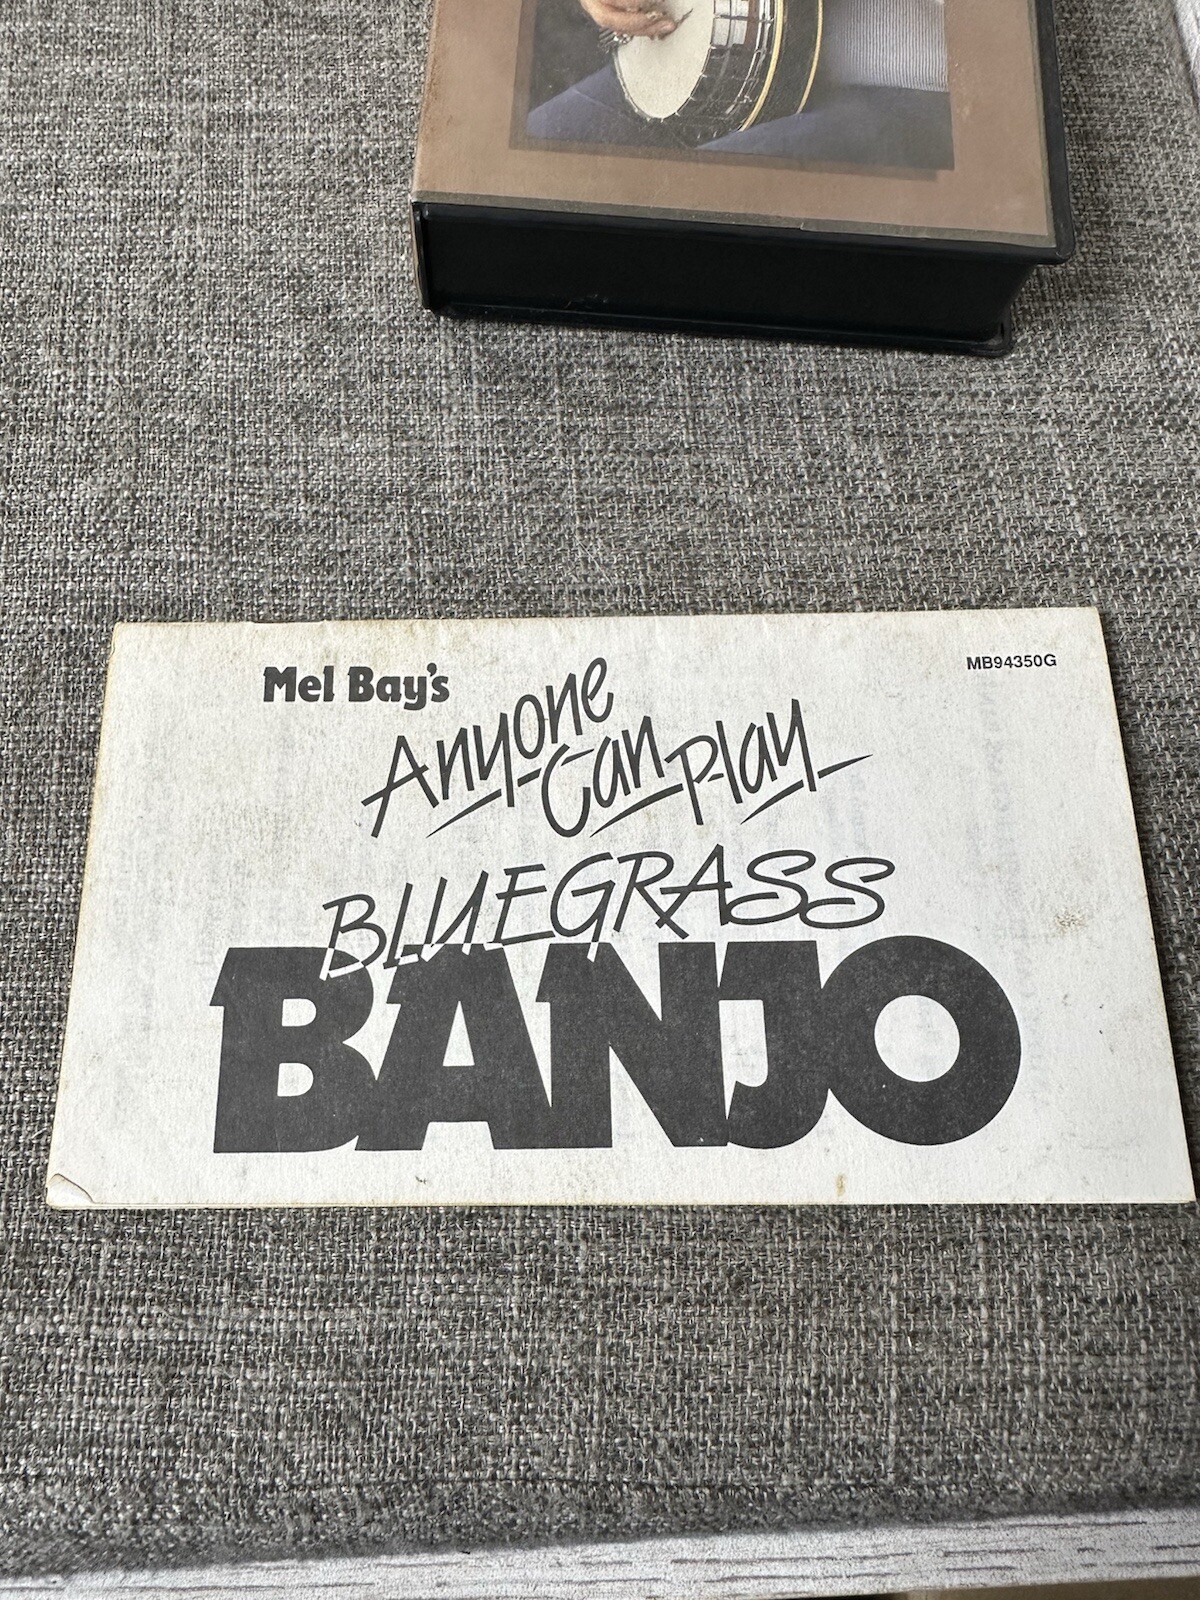 Mel Bay's
MB94350G
Anyone
Can Play
BLUEGRASS
BANJO